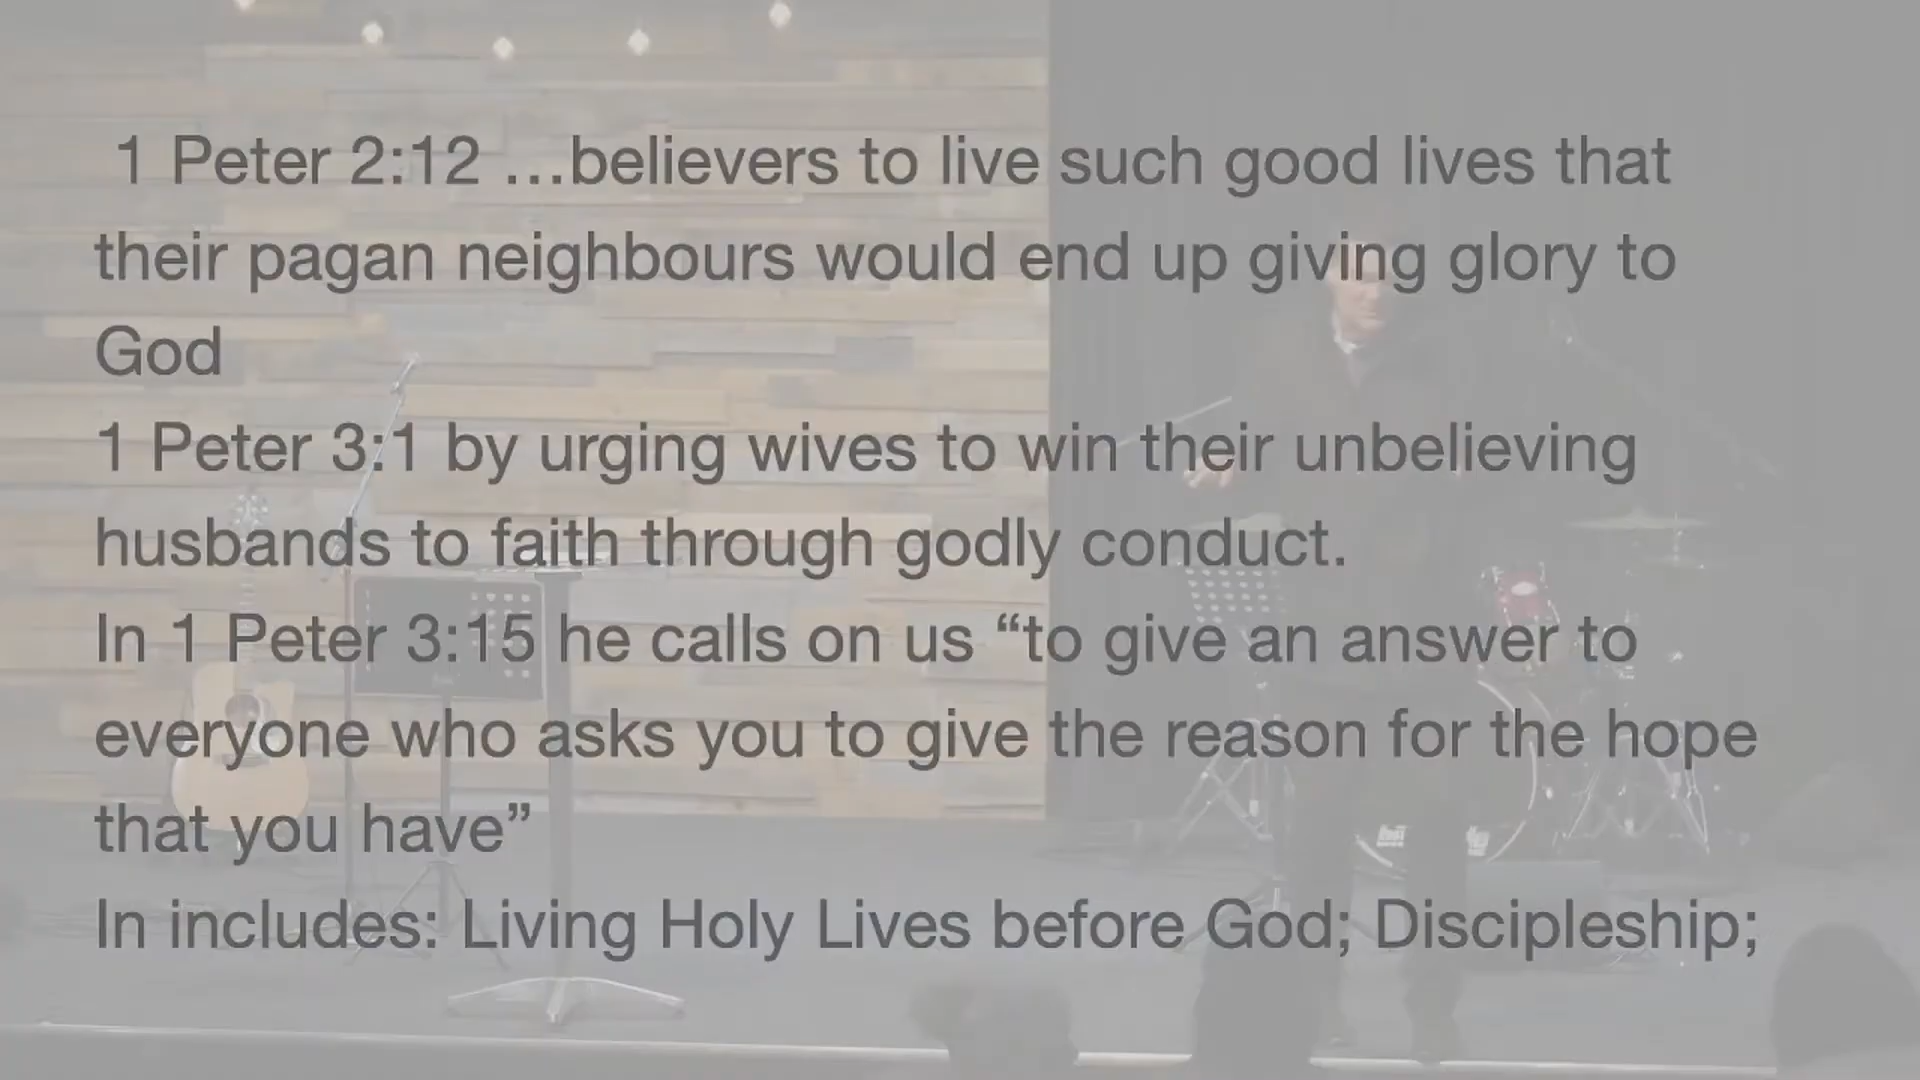 1 Peter 2:12 …believers to live such good lives that
their pagan neighbours would end up giving glory to
God
1 Peter 3:1 by urging wives to win their unbelieving
husbands to faith through godly conduct.
In 1 Peter 3:15 he calls on us “to give an answer to
everyone who asks you to give the reason for the hope
that you have”
In includes: Living Holy Lives before God; Discipleship;